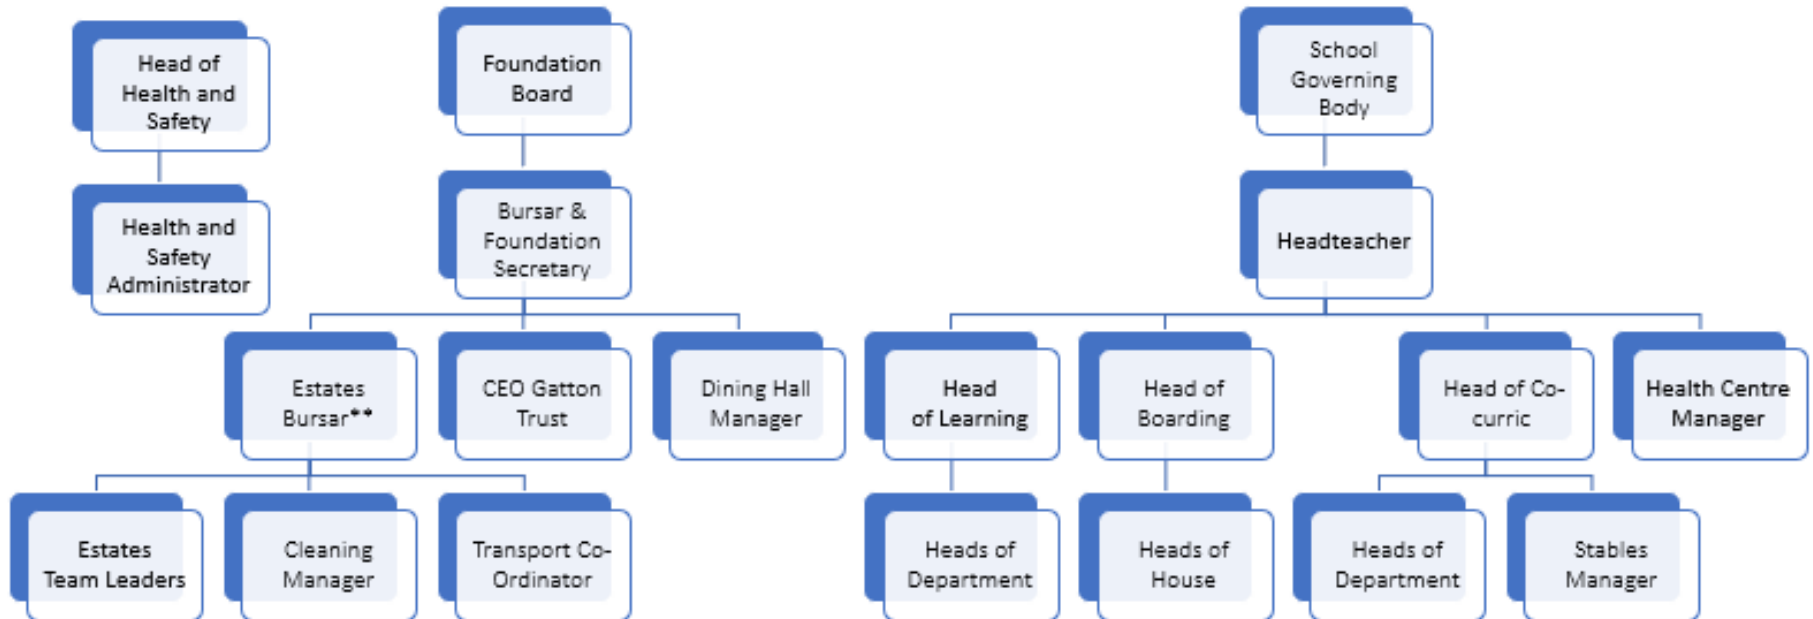 Head of
Health and
Safety
Foundation
Board
School
Governing
Body
Health and
Safety
Administrator
Bursar &
Foundation
Secretary
Headteacher
Estates
Bursar**
CEO Gatton
Trust
Dining Hall
Manager
Head
of Learning
Head of
Boarding
Head of Co-
curric
Health Centre
Manager
Estates
Team Leaders
Cleaning
Manager
Transport Co-
Ordinator
Heads of
Department
Heads of
House
Heads of
Department
Stables
Manager